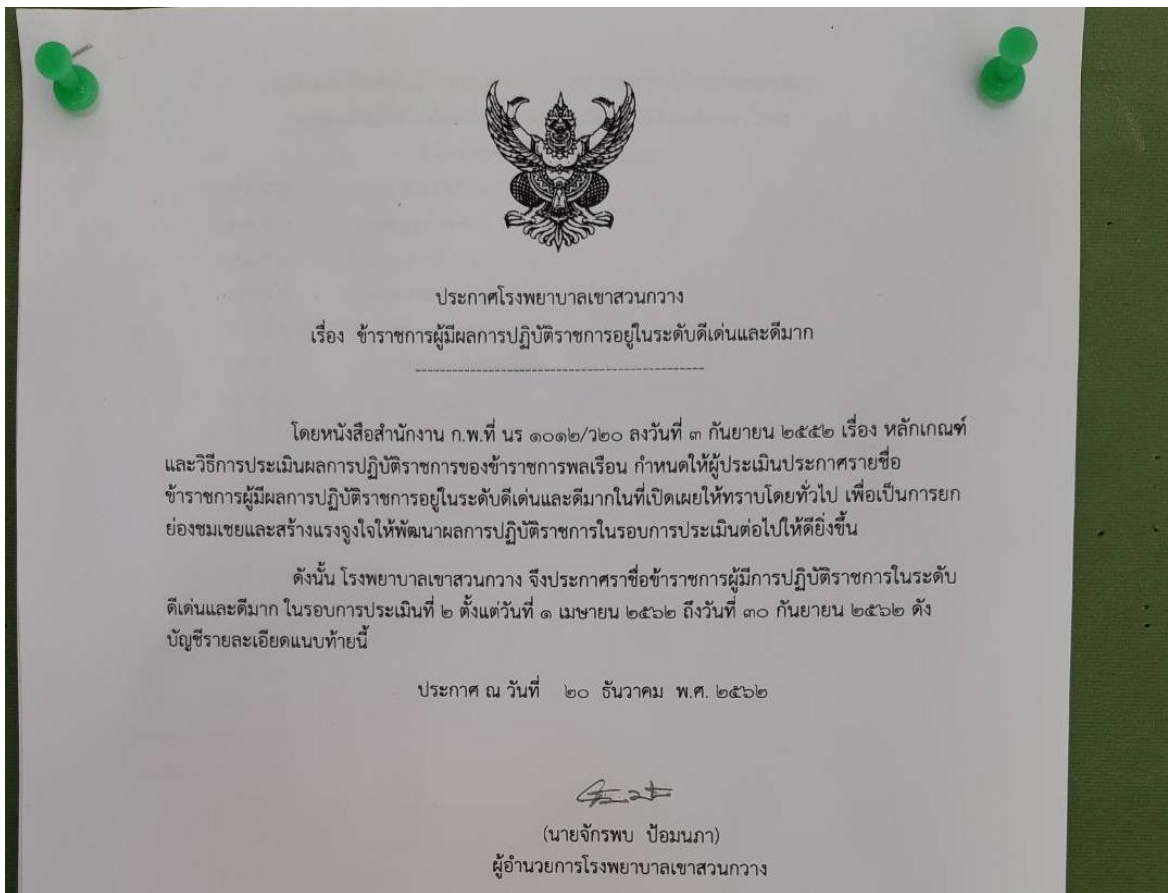 ประกาศโรงพยาบาลเขาสวนกวาง
เรื่อง ข้าราชการผู้มีผลการปฏิบัติราชการอยู่ในระดับดีเด่นและดีมาก
-----------------------------------------------
โดยหนังสือสำนักงาน ก.พ.ที่ นร ๑๐๑๒/ว๒๐ ลงวันที่ ๓ กันยายน ๒๕๕๒ เรื่อง หลักเกณฑ์
และวิธีการประเมินผลการปฏิบัติราชการของข้าราชการพลเรือน กำหนดให้ผู้ประเมินประกาศรายชื่อ
ข้าราชการผู้มีผลการปฏิบัติราชการอยู่ในระดับดีเด่นและดีมากในที่เปิดเผยให้ทราบโดยทั่วไป เพื่อเป็นการยก
ย่องชมเชยและสร้างแรงจูงใจให้พัฒนาผลการปฏิบัติราชการในรอบการประเมินต่อไปให้ดียิ่งขึ้น
ดังนั้น โรงพยาบาลเขาสวนกวาง จึงประกาศราชื่อข้าราชการผู้มีการปฏิบัติราชการในระดับ
ดีเด่นและดีมาก ในรอบการประเมินที่ ๒ ตั้งแต่วันที่ ๑ เมษายน ๒๕๖๒ ถึงวันที่ ๓๐ กันยายน ๒๕๖๒ ดัง
บัญชีรายละเอียดแนบท้ายนี้
ประกาศ ณ วันที่ ๒๐ ธันวาคม พ.ศ. ๒๕๖๒
(นายจักรพบ ป้อมนภา)
ผู้อำนวยการโรงพยาบาลเขาสวนกวาง